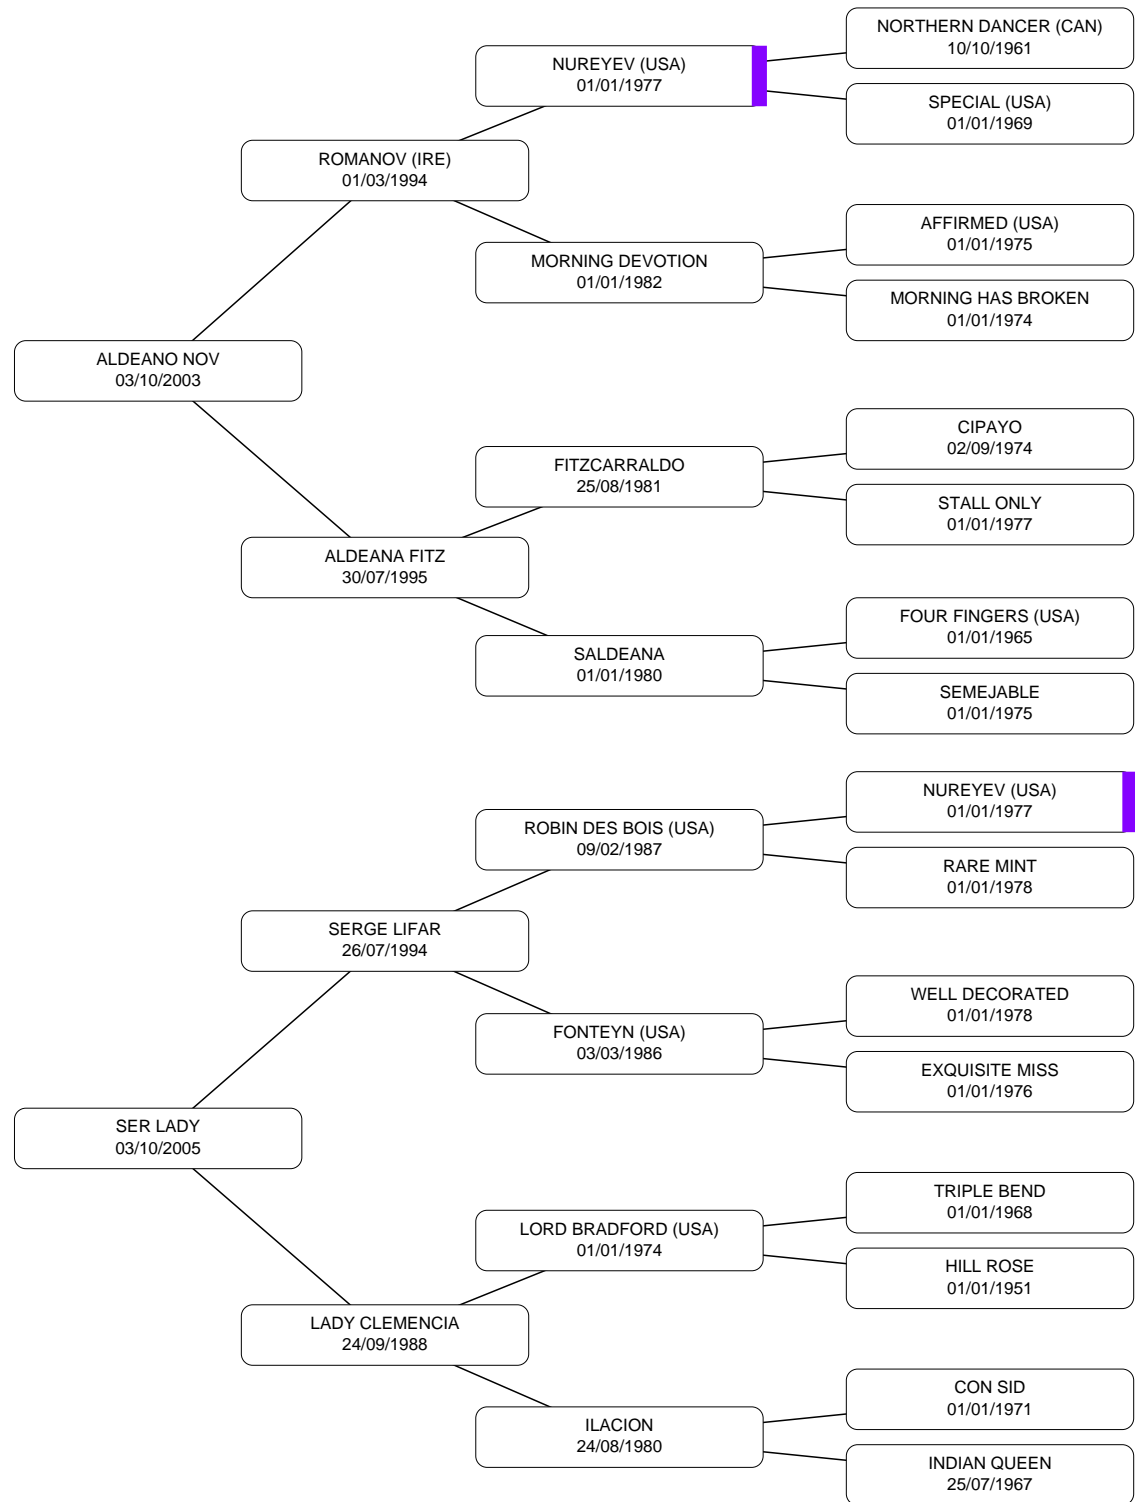 NORTHERN DANCER (CAN)
10/10/1961
NUREYEV (USA)
01/01/1977
SPECIAL (USA)
01/01/1969
ROMANOV (IRE)
01/03/1994
AFFIRMED (USA)
01/01/1975
MORNING DEVOTION
01/01/1982
MORNING HAS BROKEN
01/01/1974
ALDEANO NOV
03/10/2003
CIPAYO
02/09/1974
FITZCARRALDO
25/08/1981
STALL ONLY
01/01/1977
ALDEANA FITZ
30/07/1995
FOUR FINGERS (USA)
01/01/1965
SALDEANA
01/01/1980
SEMEJABLE
01/01/1975
NUREYEV (USA)
01/01/1977
ROBIN DES BOIS (USA)
09/02/1987
RARE MINT
01/01/1978
SERGE LIFAR
26/07/1994
WELL DECORATED
01/01/1978
FONTEYN (USA)
03/03/1986
EXQUISITE MISS
01/01/1976
SER LADY
03/10/2005
TRIPLE BEND
01/01/1968
LORD BRADFORD (USA)
01/01/1974
HILL ROSE
01/01/1951
LADY CLEMENCIA
24/09/1988
CON SID
01/01/1971
ILACION
24/08/1980
INDIAN QUEEN
25/07/1967